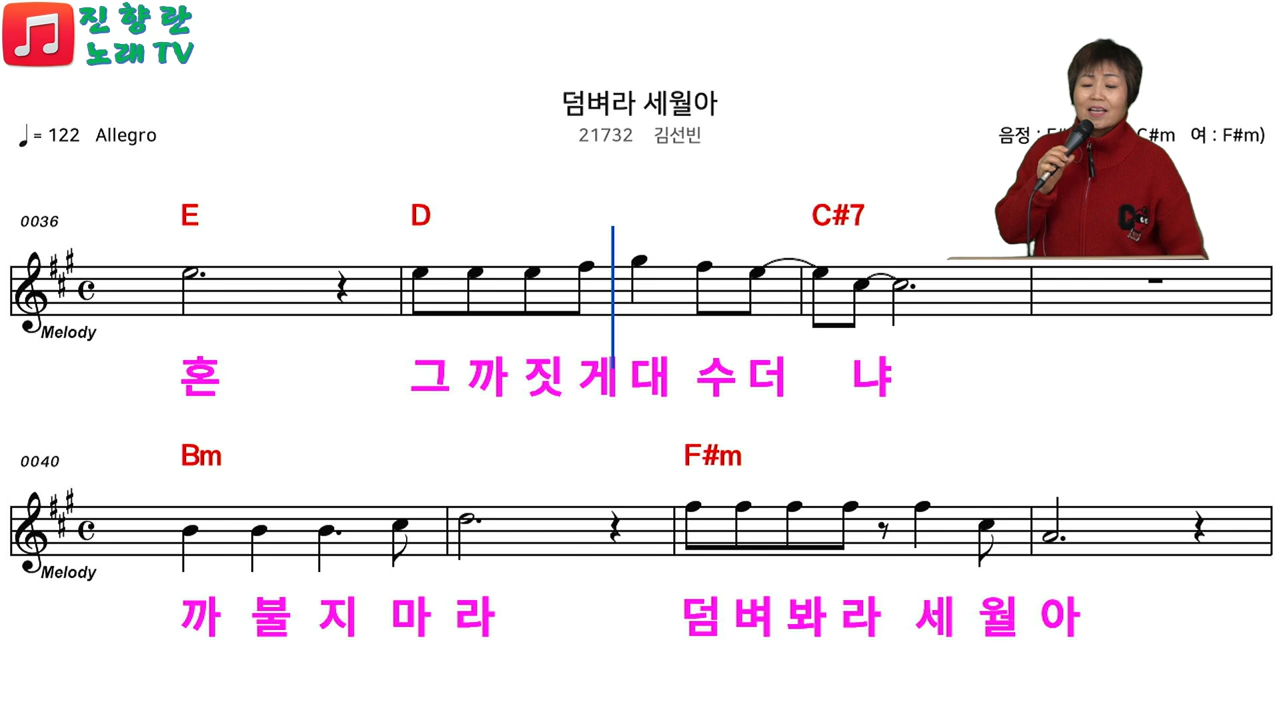 진향란
노래 TV
덤벼라 세월아
= 122 Allegro
21732 김선빈
음정 : C#m 여 : F#m)
0036 E D C#7
Melody
혼 그 까 짓 게 대 수 더 냐
0040 Bm F#m
Melody
까 불 지 마 라 덤 벼 봐 라 세 월 아